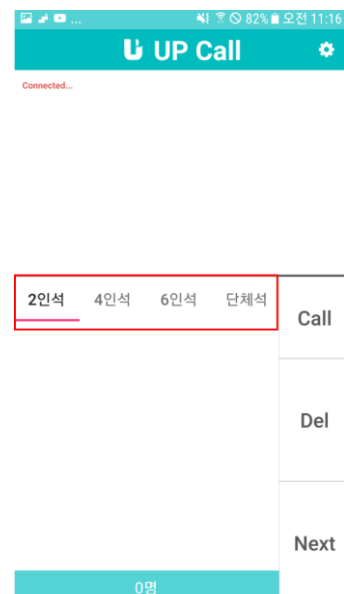 ... 82% 오전 11:16
UP Call
Connected...
2인석 4인석 6인석 단체석
Call
Del
Next
0명